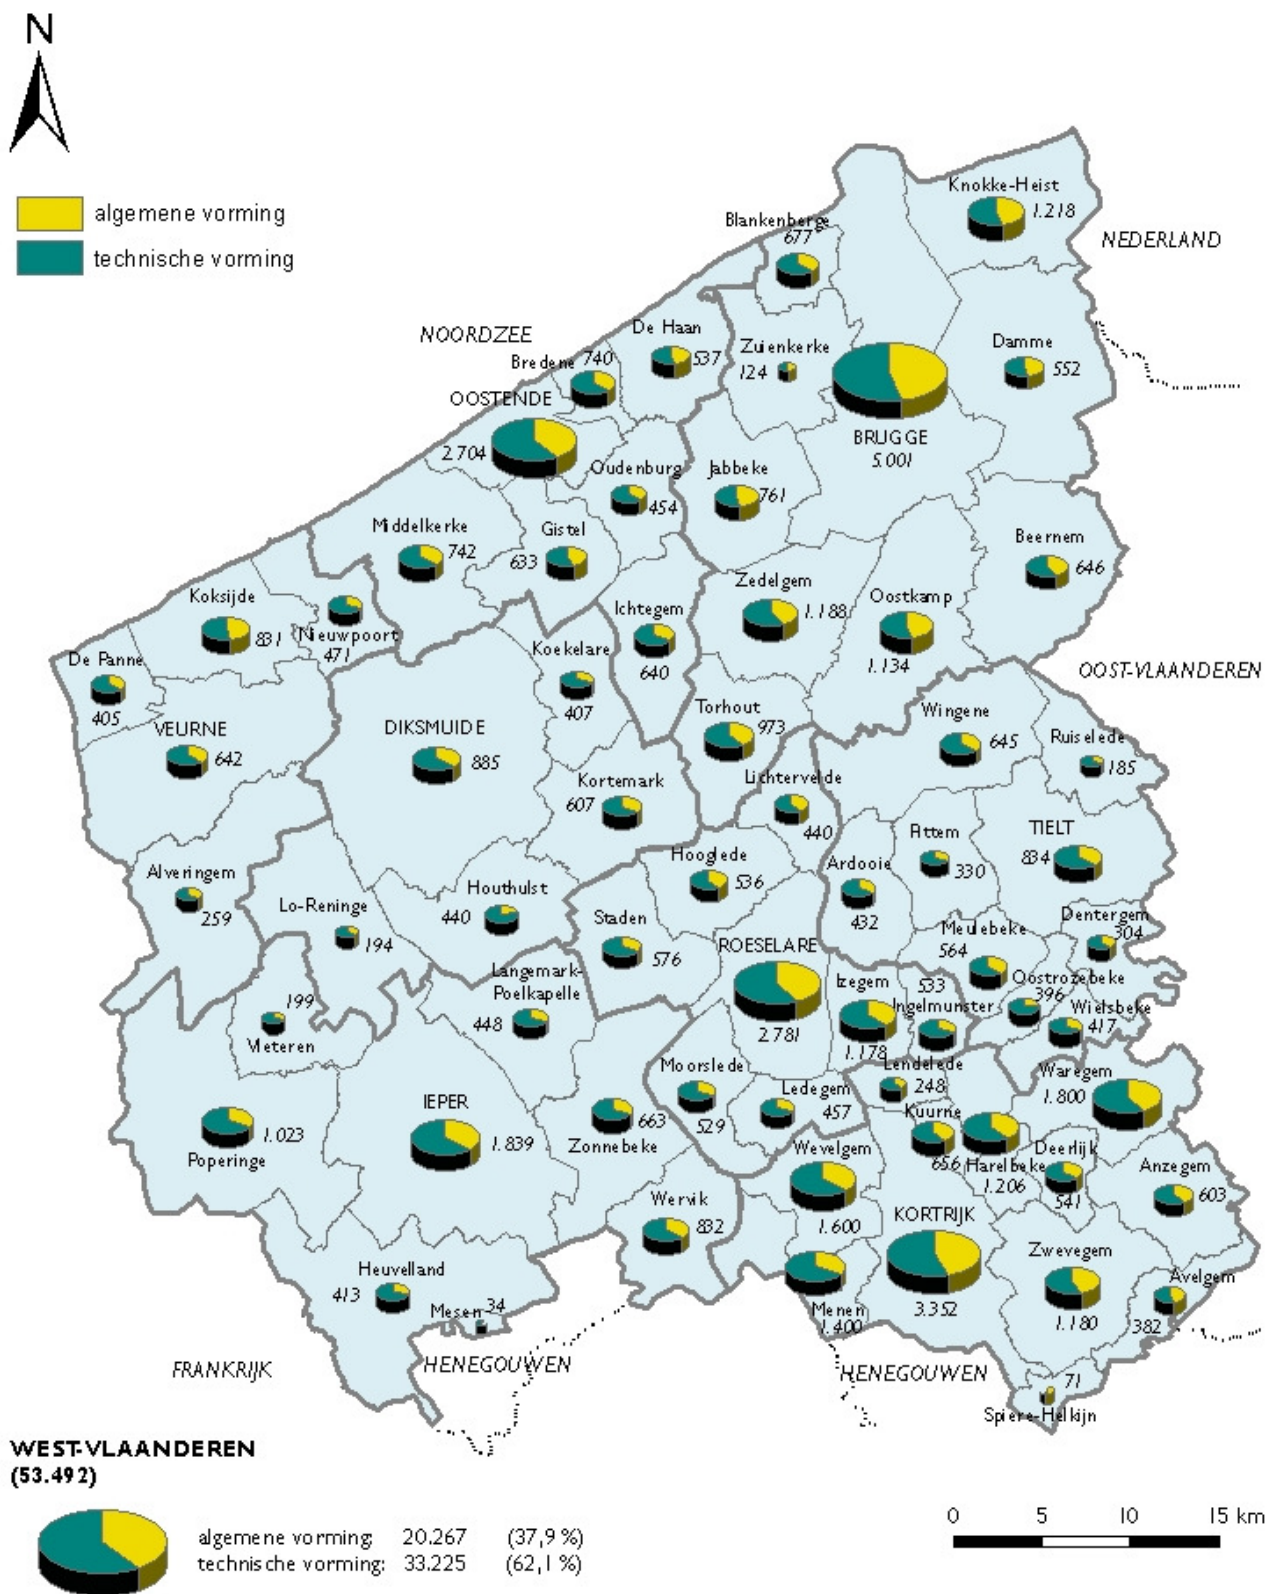 N
algemene vorming
technische vorming
Knokke-Heist
1.218
Blankenberge
677
NEDERLAND
NOORDZEE
De Haan
537
Zuienkerke
124
Damme
552
Bredene
740
OOSTENDE
2.704
BRUGGE
5.001
Oudenburg
454
Jabbeke
761
Middelkerke
742
Gistel
633
Beernem
646
Koksijde
831
Nieuwpoort
471
Ichtegem
640
Zedelgem
1.188
Oostkamp
1.134
De Panne
405
Koekelare
407
OOST-VLAANDEREN
VEURNE
642
DIKSMUIDE
885
Torhout
973
Wingene
645
Ruiselede
185
Kortemark
607
Lichtervelde
440
Pittem
330
TIELT
834
Alveringem
259
Lo-Reninge
194
Houthulst
440
Hooglede
536
Ardooie
432
Staden
576
Meulebeke
564
Dentergem
304
ROESELARE
2.781
Langemark-
Poelkapelle
448
Izegem
1.178
533
Ingelmunster
Oostrozebeke
396
Wielsbeke
417
199
Vleteren
Moorslede
529
Ledegem
457
Lendelede
248
Waregem
1.800
Poperinge
1.023
IEPER
1.839
663
Zonnebeke
Kuurne
656
Harelbeke
1.206
Deerlijk
541
Anzegem
603
Wevelgem
1.600
Wervik
832
KORTRIJK
3.352
Zwevegem
1.180
Avelgem
382
Heuvelland
413
Mesen
34
Menen
1.400
FRANKRIJK
HENEGOUWEN
HENEGOUWEN
71
Spiere-Helkijn
WEST-VLAANDEREN
(53.492)
algemene vorming: 20.267 (37,9 %)
technische vorming: 33.225 (62,1 %)
0 5 10 15 km